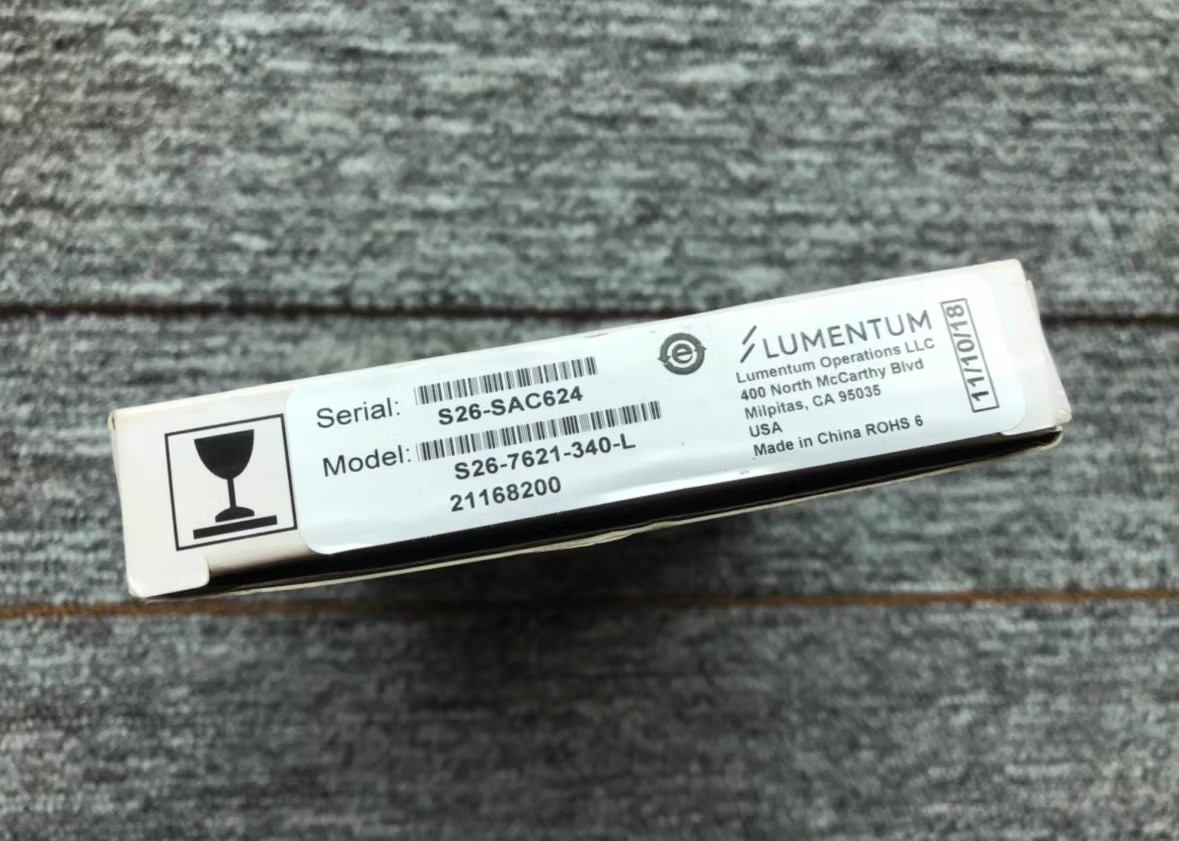 Serial:
S26-SAC624
Model:
S26-7621-340-L
21168200
e
LUMENTUM
Lumentum Operations LLC
400 North McCarthy Blvd
Milpitas, CA 95035
USA
Made in China ROHS 6
11/10/18